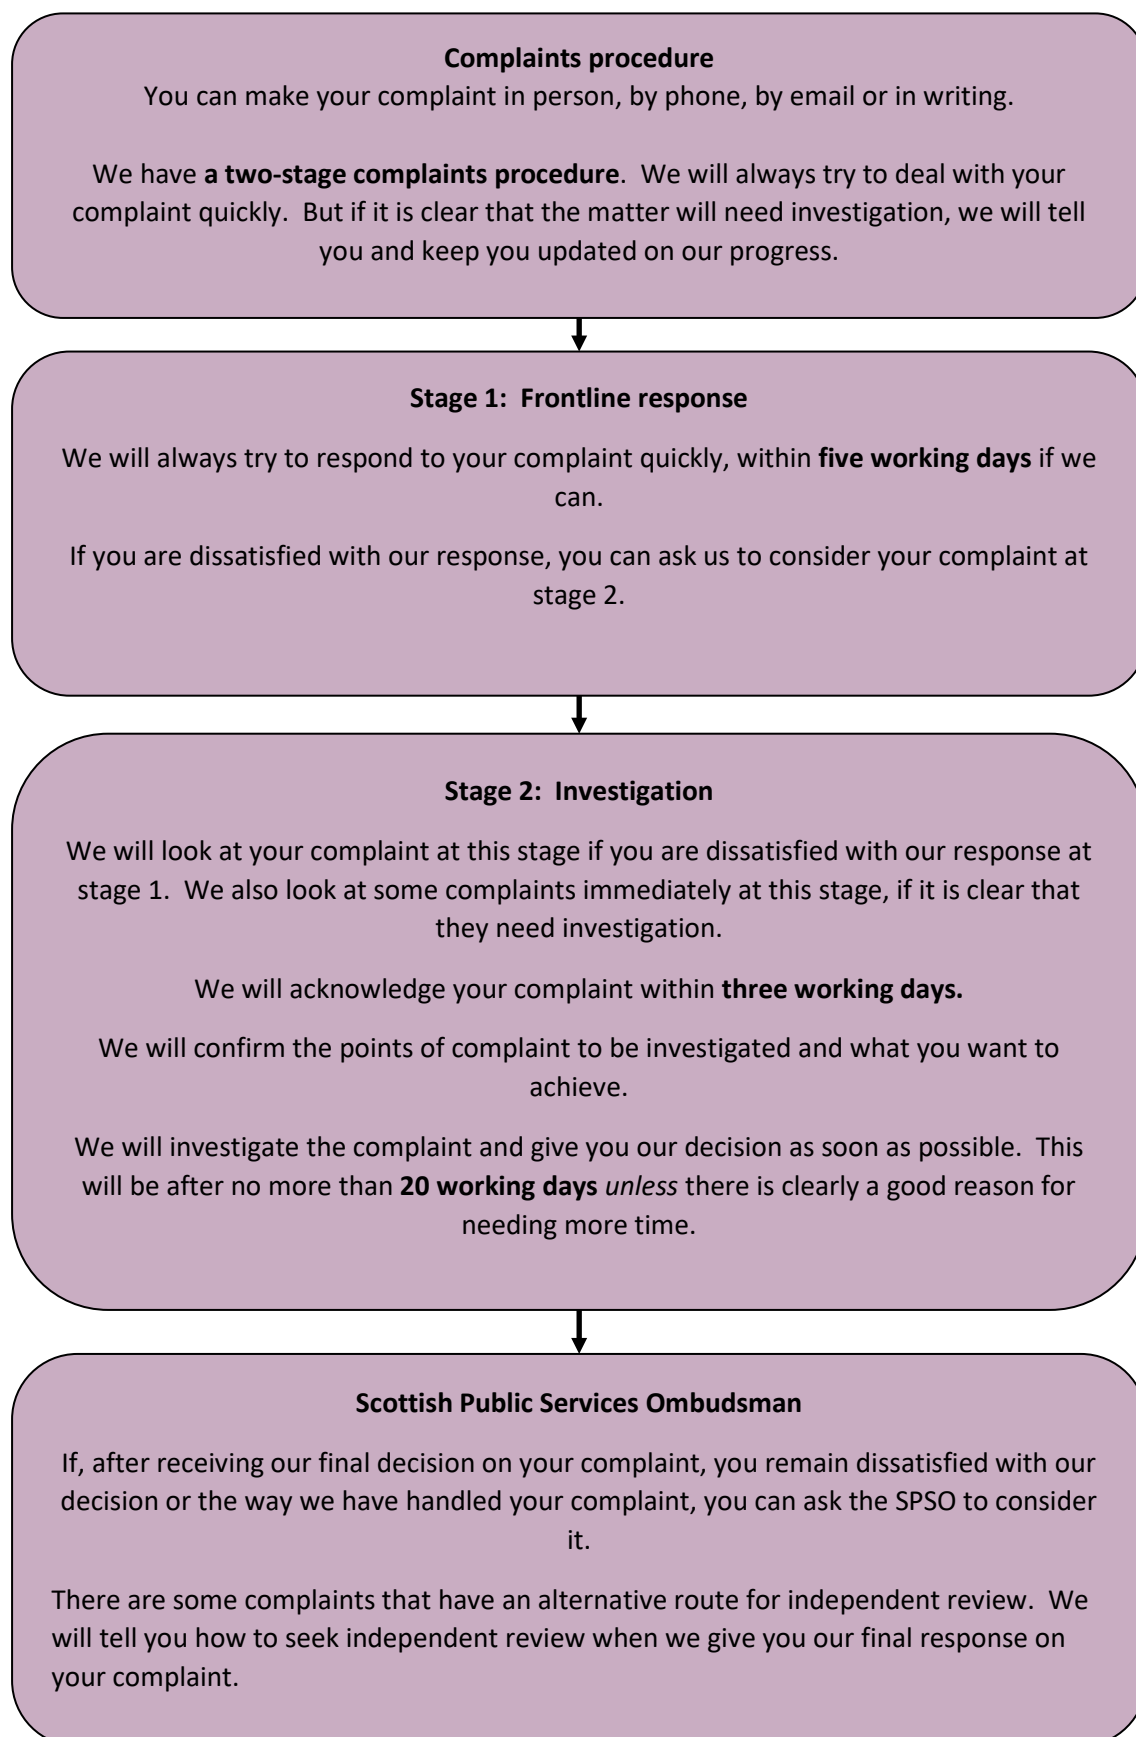 Complaints procedure
You can make your complaint in person, by phone, by email or in writing.
We have a two-stage complaints procedure.  We will always try to deal with your
complaint quickly.  But if it is clear that the matter will need investigation, we will tell
you and keep you updated on our progress.
Stage 1:  Frontline response
We will always try to respond to your complaint quickly, within five working days if we
can.
If you are dissatisfied with our response, you can ask us to consider your complaint at
stage 2.
Stage 2:  Investigation
We will look at your complaint at this stage if you are dissatisfied with our response at
stage 1.  We also look at some complaints immediately at this stage, if it is clear that
they need investigation.
We will acknowledge your complaint within three working days.
We will confirm the points of complaint to be investigated and what you want to
achieve.
We will investigate the complaint and give you our decision as soon as possible.  This
will be after no more than 20 working days unless there is clearly a good reason for
needing more time.
Scottish Public Services Ombudsman
If, after receiving our final decision on your complaint, you remain dissatisfied with our
decision or the way we have handled your complaint, you can ask the SPSO to consider
it.
There are some complaints that have an alternative route for independent review.  We
will tell you how to seek independent review when we give you our final response on
your complaint.